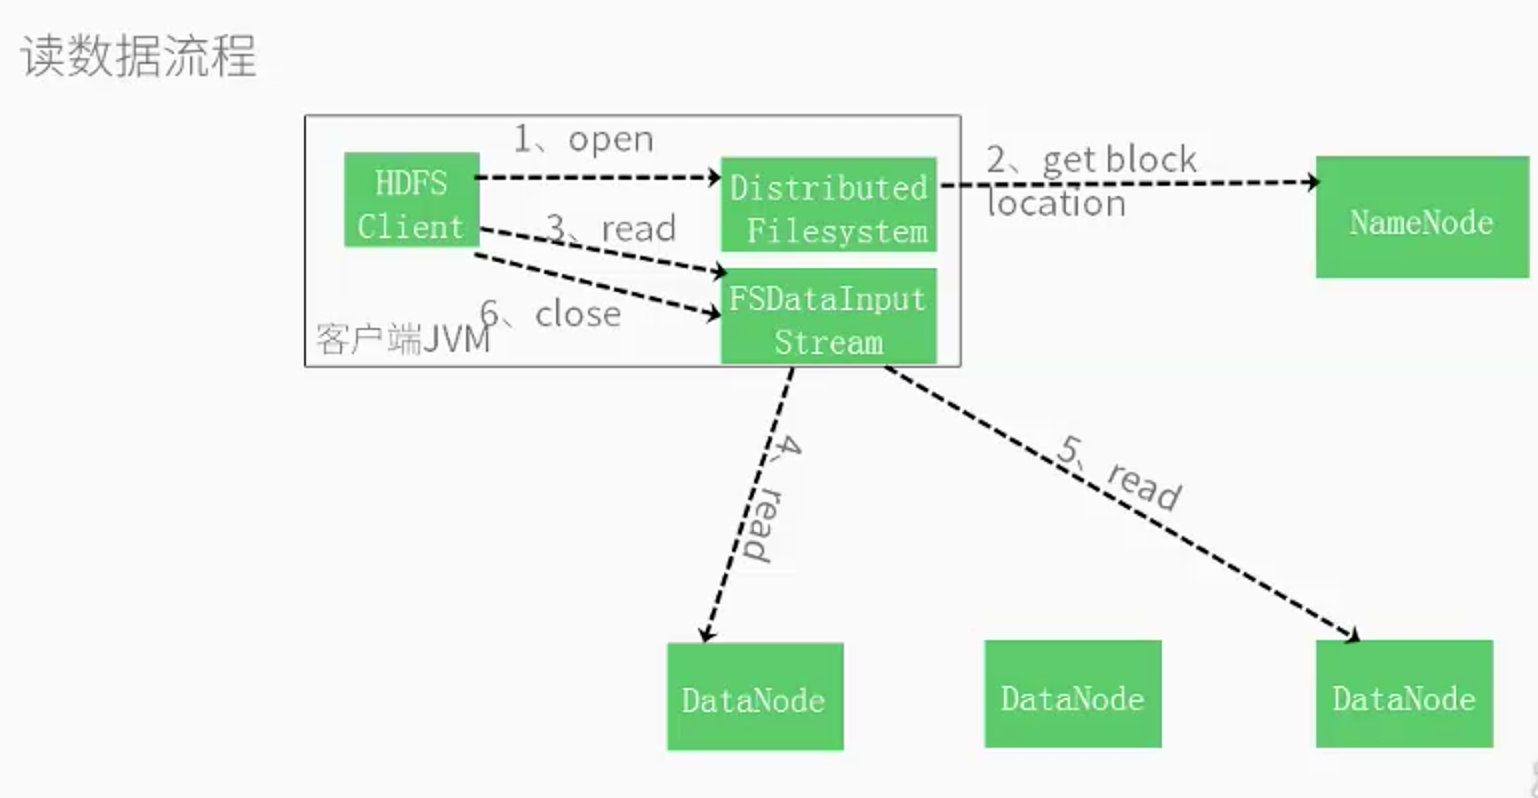 读数据流程
1、open
HDFS
Client
Distributed
Filesystem
2、get block
location
NameNode
3、read
FSDataInput
Stream
6、close
客户端JVM
4、read
5、read
DataNode
DataNode
DataNode